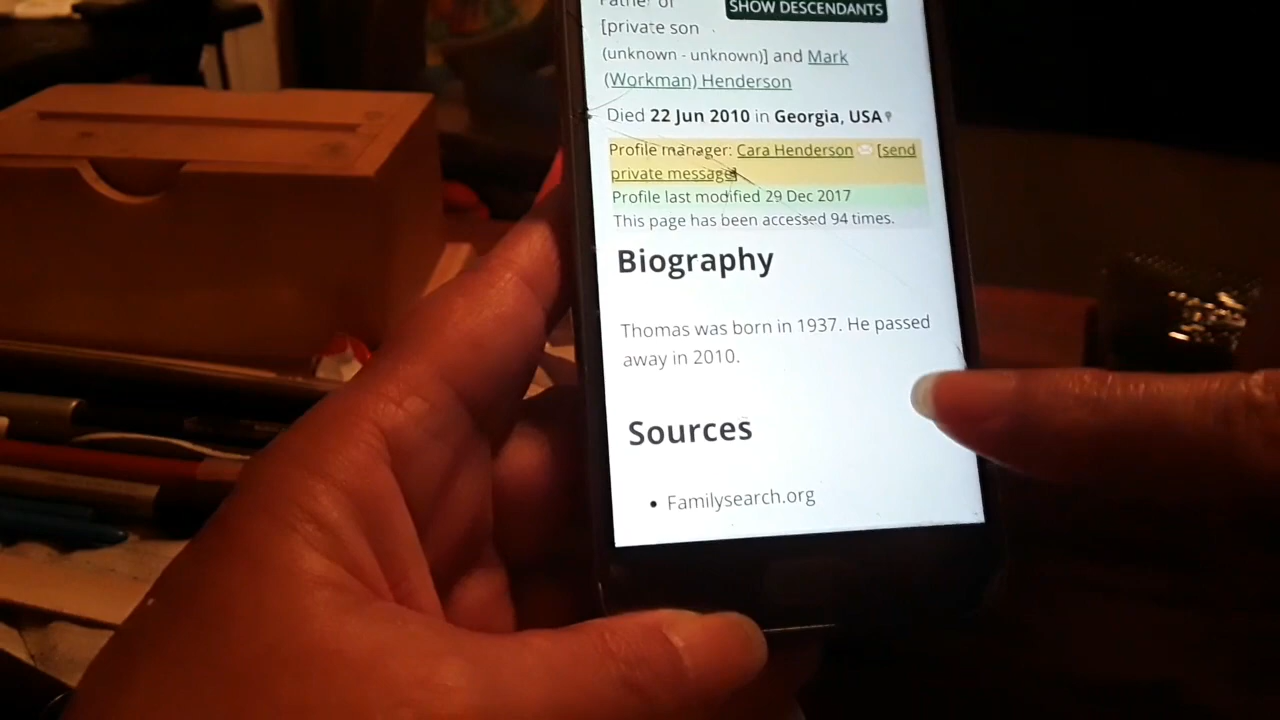 Father of
SHOW DESCENDANTS
[private son
(unknown - unknown)] and Mark
(Workman) Henderson
Died 22 Jun 2010 in Georgia, USA
Profile manager: Cara Henderson [send
private message]
Profile last modified 29 Dec 2017
This page has been accessed 94 times.
Biography
Thomas was born in 1937. He passed
away in 2010.
Sources
• Familysearch.org